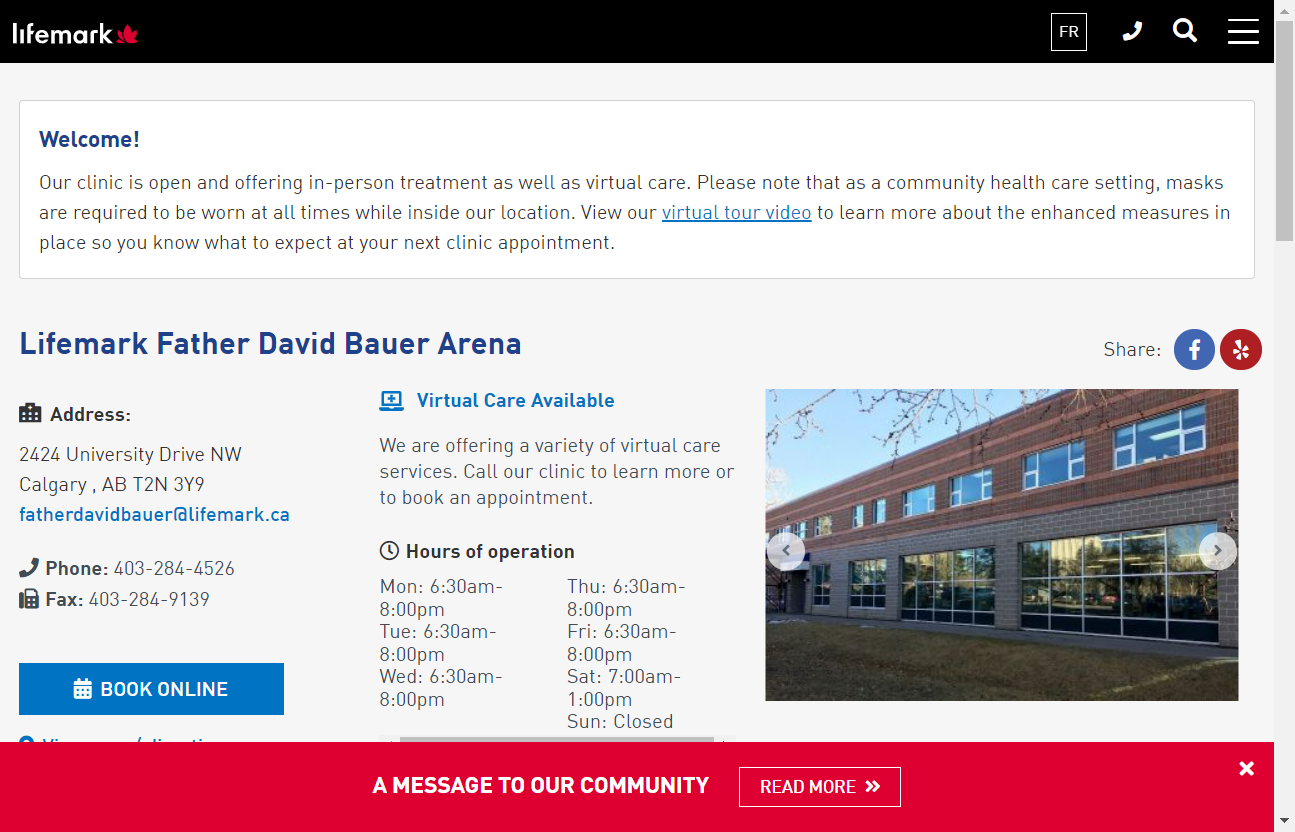 lifemark
FR
Welcome!
Our clinic is open and offering in-person treatment as well as virtual care. Please note that as a community health care setting, masks
are required to be worn at all times while inside our location. View our virtual tour video to learn more about the enhanced measures in
place so you know what to expect at your next clinic appointment.
Lifemark Father David Bauer Arena
Share:
Address:
2424 University Drive NW
Calgary , AB T2N 3Y9
fatherdavidbauer@lifemark.ca
Phone: 403-284-4526
Fax: 403-284-9139
BOOK ONLINE
Virtual Care Available
We are offering a variety of virtual care
services. Call our clinic to learn more or
to book an appointment.
Hours of operation
Mon: 6:30am-
8:00pm
Tue: 6:30am-
8:00pm
Wed: 6:30am-
8:00pm
Thu: 6:30am-
8:00pm
Fri: 6:30am-
8:00pm
Sat: 7:00am-
1:00pm
Sun: Closed
A MESSAGE TO OUR COMMUNITY
READ MORE